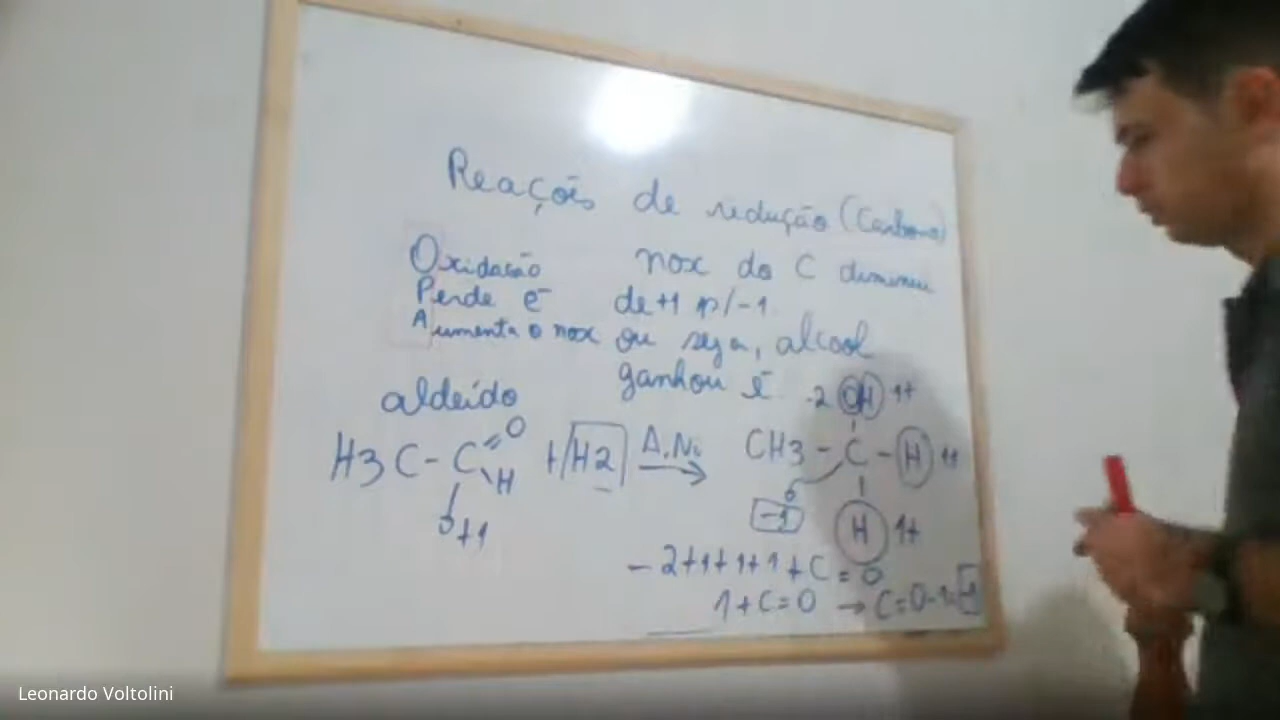 Reações de redução (Carbono)
Oxidação
Perde é
Aumenta o nox
nox do C diminui
de +1 p/ -1
ou seja, alcool
ganhou é
aldeído
H3C-C=O H + H2 Δ.Ni → CH3-C-H 1+
-2 OH 1+
+1
-1
H 1+
-2+1+1+1+C=0
1+C=0 → C=0-1=-1
Leonardo Voltolini